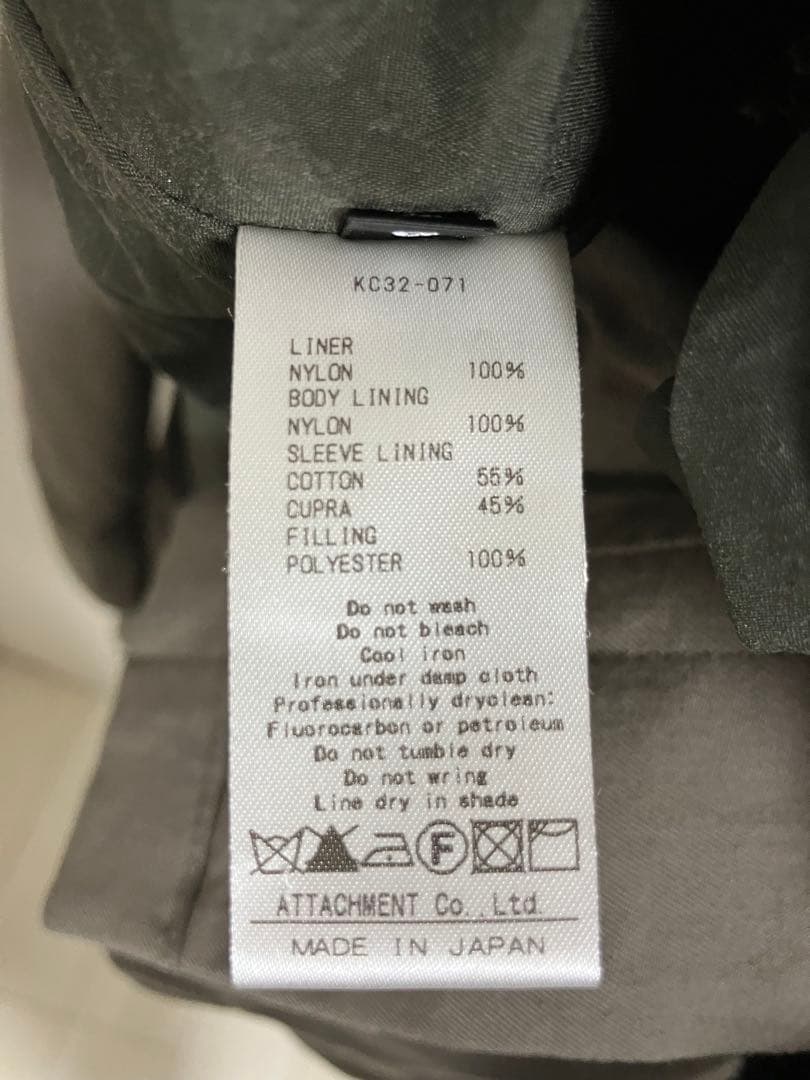 KC32-071
LINER
NYLON 100%
BODY LINING
NYLON 100%
SLEEVE LINING
COTTON 55%
CUPRA 45%
FILLING
POLYESTER 100%
Do not wash
Do not bleach
Cool iron
Iron under damp cloth
Professionally dryclean:
Fluorocarbon or petroleum
Do not tumble dry
Do not wring
Line dry in shade
F
ATTACHMENT Co.,Ltd.
MADE IN JAPAN